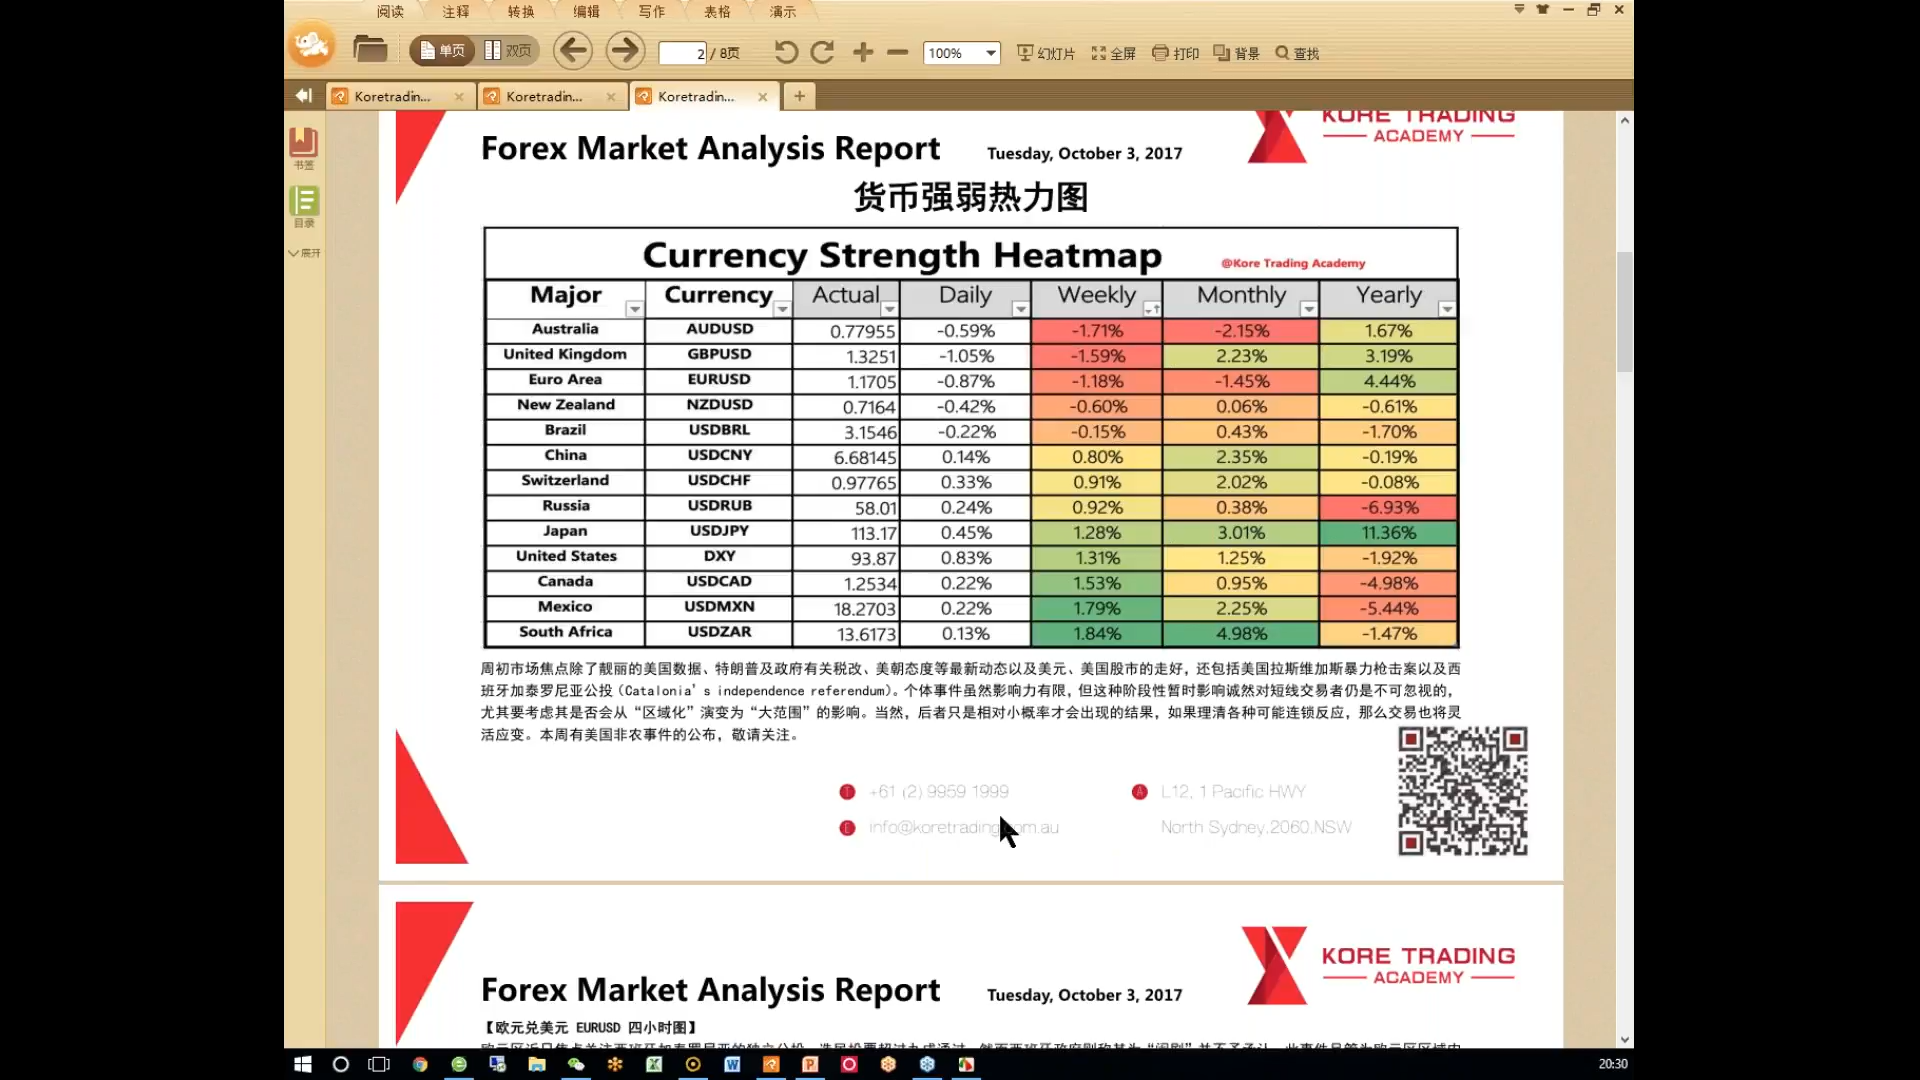 阅读 注释 转换 编辑 写作 表格 演示
单页 双页 2 / 8页 100% 幻灯片 全屏 打印 背景 查找
Koretradin... Koretradin... Koretradin...
书签
目录
展开
KORE TRADING
ACADEMY
Forex Market Analysis Report Tuesday, October 3, 2017
货币强弱热力图
Currency Strength Heatmap @Kore Trading Academy
Major Currency Actual Daily Weekly Monthly Yearly
Australia AUDUSD 0.77955 -0.59% -1.71% -2.15% 1.67%
United Kingdom GBPUSD 1.3251 -1.05% -1.59% 2.23% 3.19%
Euro Area EURUSD 1.1705 -0.87% -1.18% -1.45% 4.44%
New Zealand NZDUSD 0.7164 -0.42% -0.60% 0.06% -0.61%
Brazil USDBRL 3.1546 -0.22% -0.15% 0.43% -1.70%
China USDCNY 6.68145 0.14% 0.80% 2.35% -0.19%
Switzerland USDCHF 0.97765 0.33% 0.91% 2.02% -0.08%
Russia USDRUB 58.01 0.24% 0.92% 0.38% -6.93%
Japan USDJPY 113.17 0.45% 1.28% 3.01% 11.36%
United States DXY 93.87 0.83% 1.31% 1.25% -1.92%
Canada USDCAD 1.2534 0.22% 1.53% 0.95% -4.98%
Mexico USDMXN 18.2703 0.22% 1.79% 2.25% -5.44%
South Africa USDZAR 13.6173 0.13% 1.84% 4.98% -1.47%
周初市场焦点除了靓丽的美国数据、特朗普及政府有关税改、美朝态度等最新动态以及美元、美国股市的走好，还包括美国拉斯维加斯暴力枪击案以及西
班牙加泰罗尼亚公投（Catalonia's independence referendum）。个体事件虽然影响力有限，但这种阶段性暂时影响诚然对短线交易者仍是不可忽视的，
尤其要考虑其是否会从“区域化”演变为“大范围”的影响。当然，后者只是相对小概率才会出现的结果，如果理清各种可能连锁反应，那么交易也将灵
活应变。本周有美国非农事件的公布，敬请关注。
T +61 (2) 9959 1999 A L12, 1 Pacific HWY
E info@koretrading.com.au North Sydney.2060.NSW
KORE TRADING
ACADEMY
Forex Market Analysis Report Tuesday, October 3, 2017
【欧元兑美元 EURUSD 四小时图】
20:30